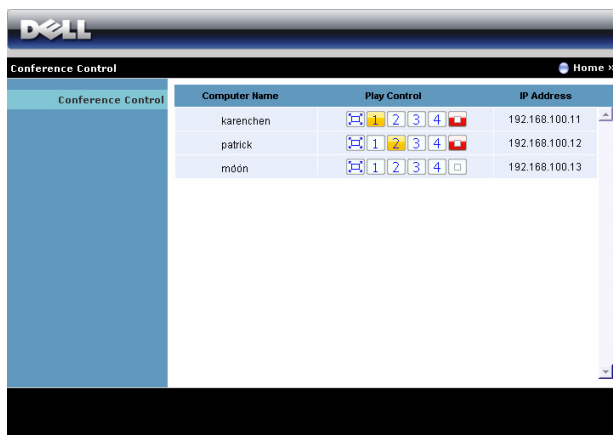 DELL
Conference Control
Home »
Conference Control
Computer Name Play Control IP Address
karenchen 1 2 3 4 192.168.100.11
patrick 1 2 3 4 192.168.100.12
móón 1 2 3 4 192.168.100.13